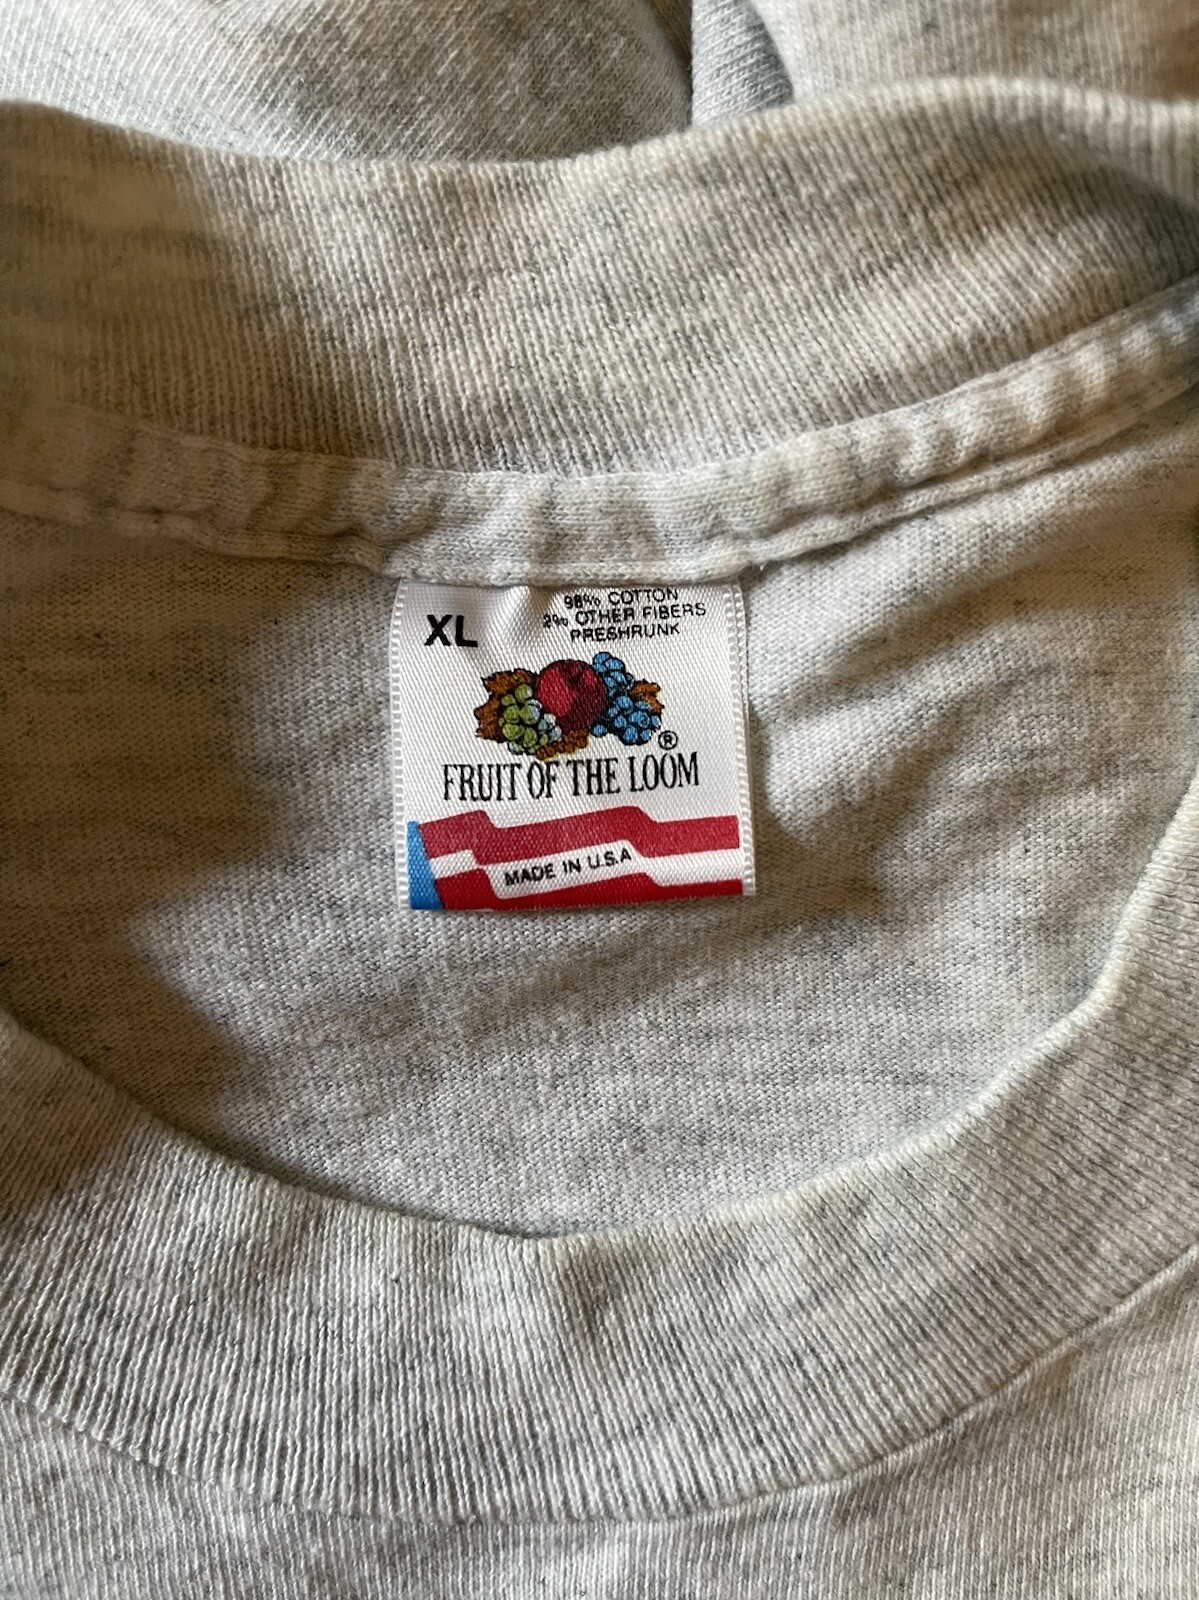 XL
98% COTTON
2% OTHER FIBERS
PRESHRUNK
®
FRUIT OF THE LOOM
MADE IN U.S.A